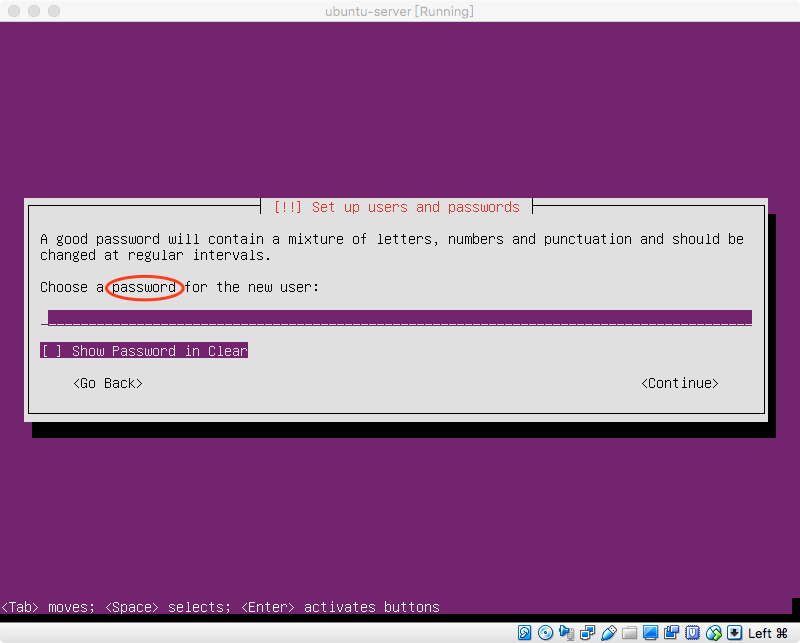 ubuntu-server [Running]
[!!] Set up users and passwords
A good password will contain a mixture of letters, numbers and punctuation and should be
changed at regular intervals.
Choose a password for the new user:
[ ] Show Password in Clear
<Go Back> <Continue>
<Tab> moves; <Space> selects; <Enter> activates buttons
Left ⌘